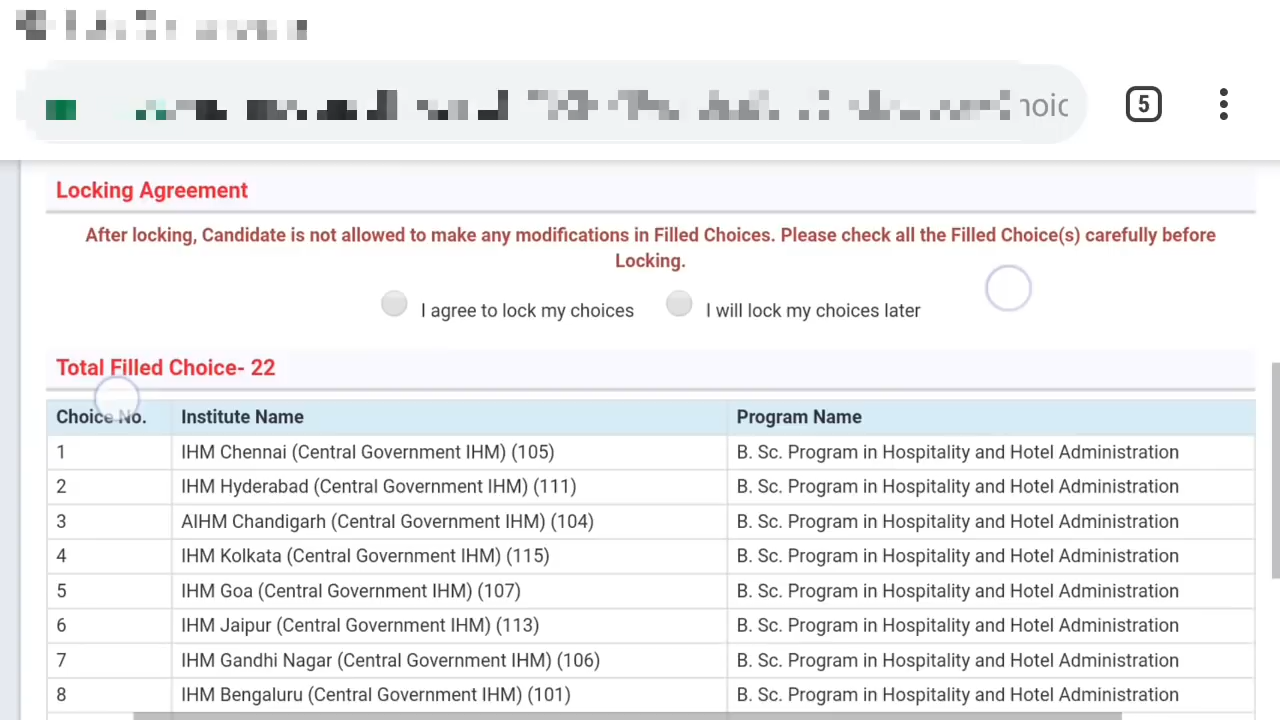 hoic
5
Locking Agreement
After locking, Candidate is not allowed to make any modifications in Filled Choices. Please check all the Filled Choice(s) carefully before
Locking.
I agree to lock my choices I will lock my choices later
Total Filled Choice- 22
Choice No. Institute Name Program Name
1 IHM Chennai (Central Government IHM) (105) B. Sc. Program in Hospitality and Hotel Administration
2 IHM Hyderabad (Central Government IHM) (111) B. Sc. Program in Hospitality and Hotel Administration
3 AIHM Chandigarh (Central Government IHM) (104) B. Sc. Program in Hospitality and Hotel Administration
4 IHM Kolkata (Central Government IHM) (115) B. Sc. Program in Hospitality and Hotel Administration
5 IHM Goa (Central Government IHM) (107) B. Sc. Program in Hospitality and Hotel Administration
6 IHM Jaipur (Central Government IHM) (113) B. Sc. Program in Hospitality and Hotel Administration
7 IHM Gandhi Nagar (Central Government IHM) (106) B. Sc. Program in Hospitality and Hotel Administration
8 IHM Bengaluru (Central Government IHM) (101) B. Sc. Program in Hospitality and Hotel Administration